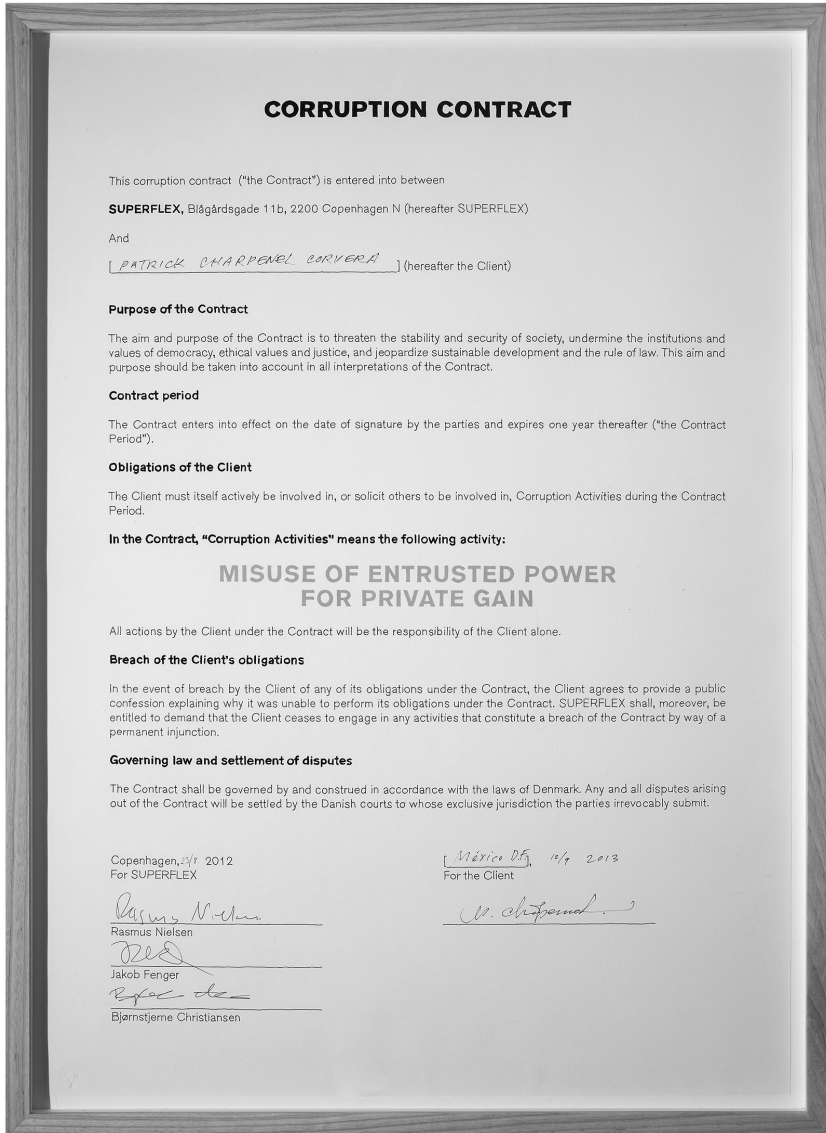 CORRUPTION CONTRACT
This corruption contract ("the Contract") is entered into between
SUPERFLEX, Blågårdsgade 11b, 2200 Copenhagen N (hereafter SUPERFLEX)
And
[ PATRICK CHARPENEL CORVERA ] (hereafter the Client)
Purpose of the Contract
The aim and purpose of the Contract is to threaten the stability and security of society, undermine the institutions and
values of democracy, ethical values and justice, and jeopardize sustainable development and the rule of law. This aim and
purpose should be taken into account in all interpretations of the Contract.
Contract period
The Contract enters into effect on the date of signature by the parties and expires one year thereafter ("the Contract
Period").
Obligations of the Client
The Client must itself actively be involved in, or solicit others to be involved in, Corruption Activities during the Contract
Period.
In the Contract, "Corruption Activities" means the following activity:
MISUSE OF ENTRUSTED POWER
FOR PRIVATE GAIN
All actions by the Client under the Contract will be the responsibility of the Client alone.
Breach of the Client's obligations
In the event of breach by the Client of any of its obligations under the Contract, the Client agrees to provide a public
confession explaining why it was unable to perform its obligations under the Contract. SUPERFLEX shall, moreover, be
entitled to demand that the Client ceases to engage in any activities that constitute a breach of the Contract by way of a
permanent injunction.
Governing law and settlement of disputes
The Contract shall be governed by and construed in accordance with the laws of Denmark. Any and all disputes arising
out of the Contract will be settled by the Danish courts to whose exclusive jurisdiction the parties irrevocably submit.
Copenhagen, 2012
For SUPERFLEX
Rasmus Nielsen
Rasmus Nielsen
Jakob Fenger
Bjørnstjerne Christiansen
[ México D.F. ], 12/9 2013
For the Client